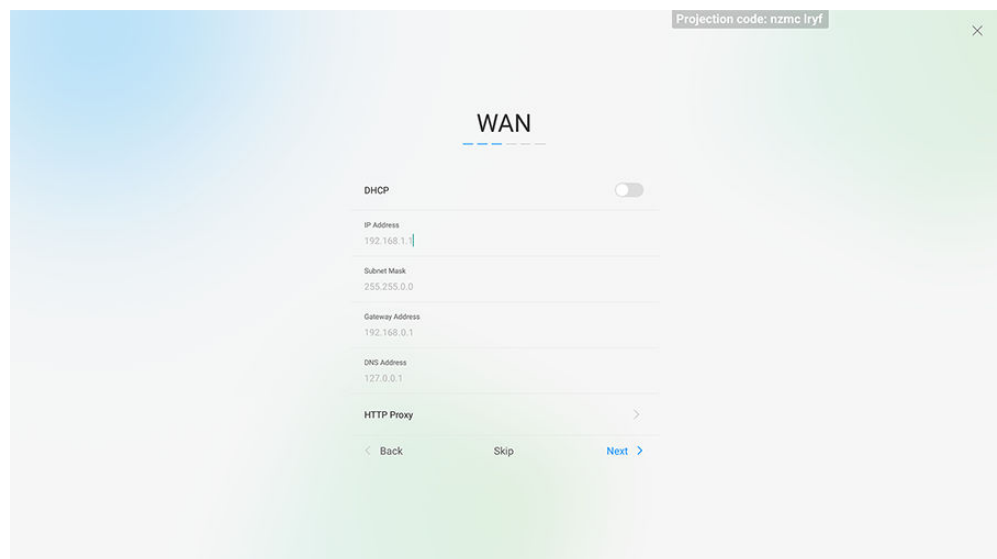 Projection code: nzmc lryf
WAN
DHCP
IP Address
192.168.1.1
Subnet Mask
255.255.0.0
Gateway Address
192.168.0.1
DNS Address
127.0.0.1
HTTP Proxy
Back Skip Next